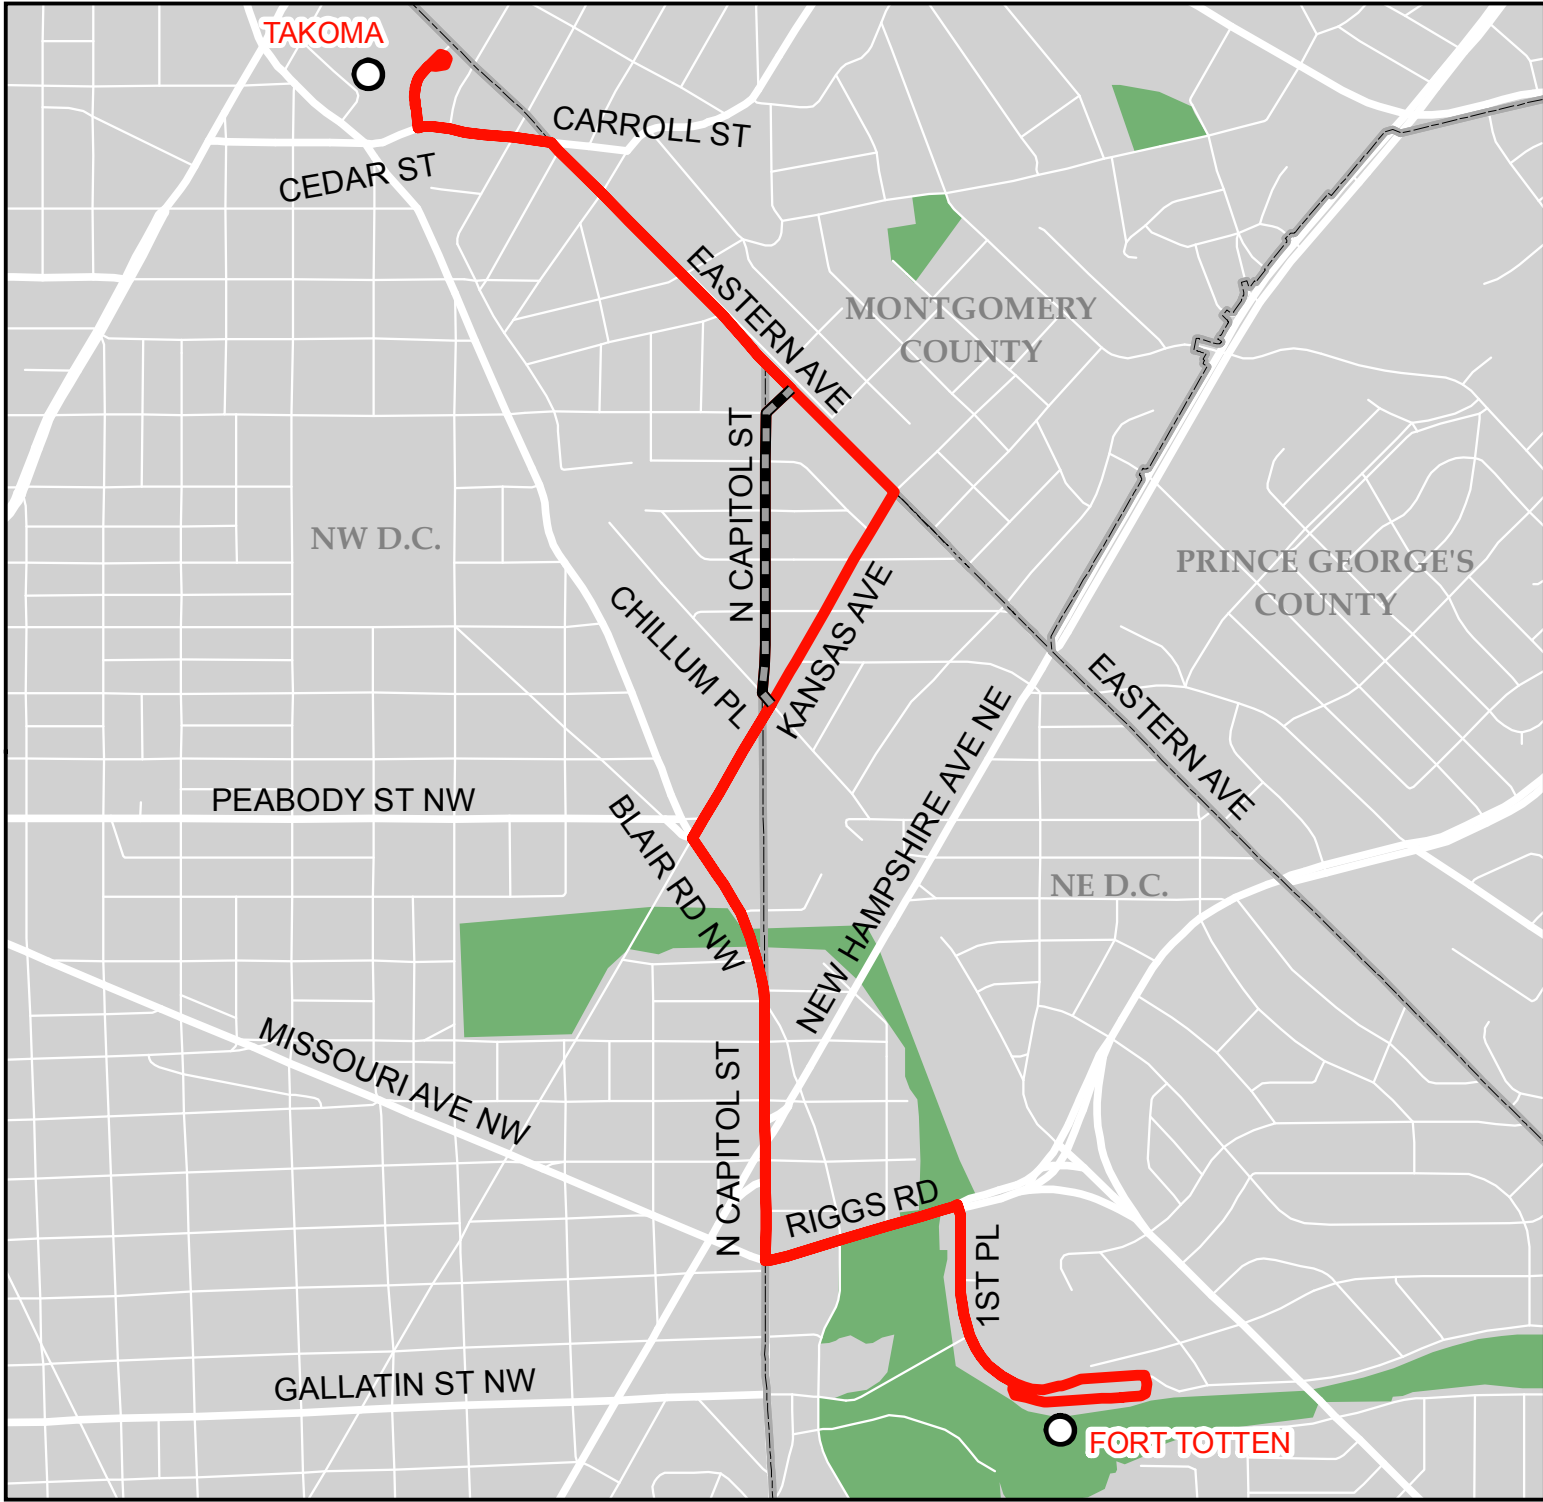 TAKOMA
CARROLL ST
CEDAR ST
EASTERN AVE
MONTGOMERY
COUNTY
N CAPITOL ST
NW D.C.
PRINCE GEORGE'S
COUNTY
CHILLUM PL
KANSAS AVE
EASTERN AVE
NEW HAMPSHIRE AVE NE
PEABODY ST NW
BLAIR RD NW
NE D.C.
MISSOURI AVE NW
N CAPITOL ST
RIGGS RD
1ST PL
GALLATIN ST NW
FORT TOTTEN